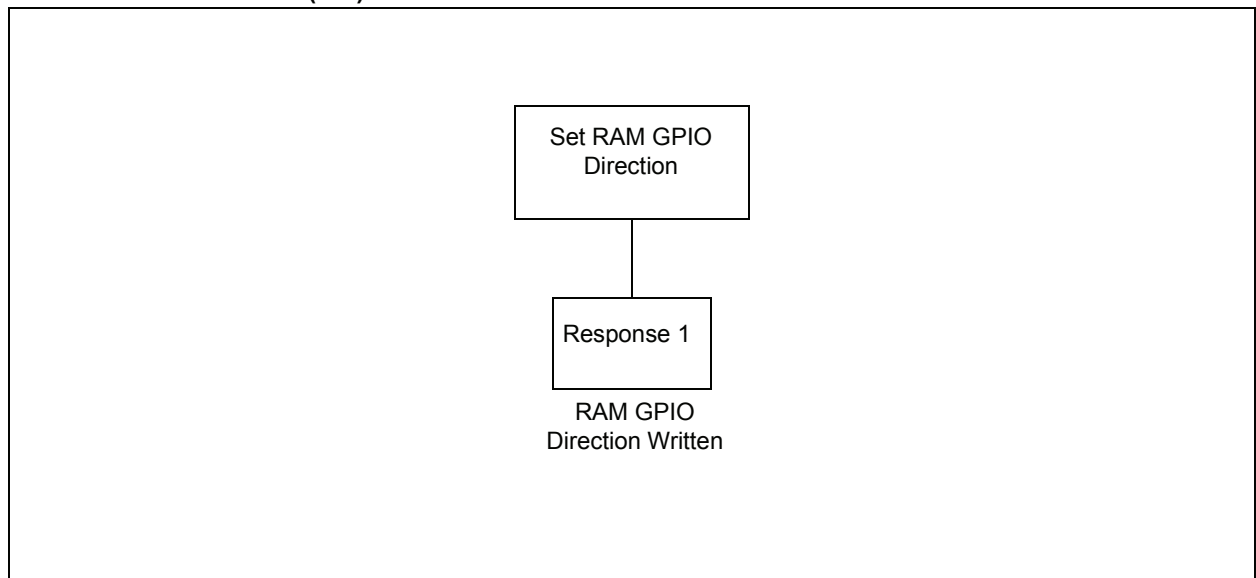 Set RAM GPIO
Direction
Response 1
RAM GPIO
Direction Written